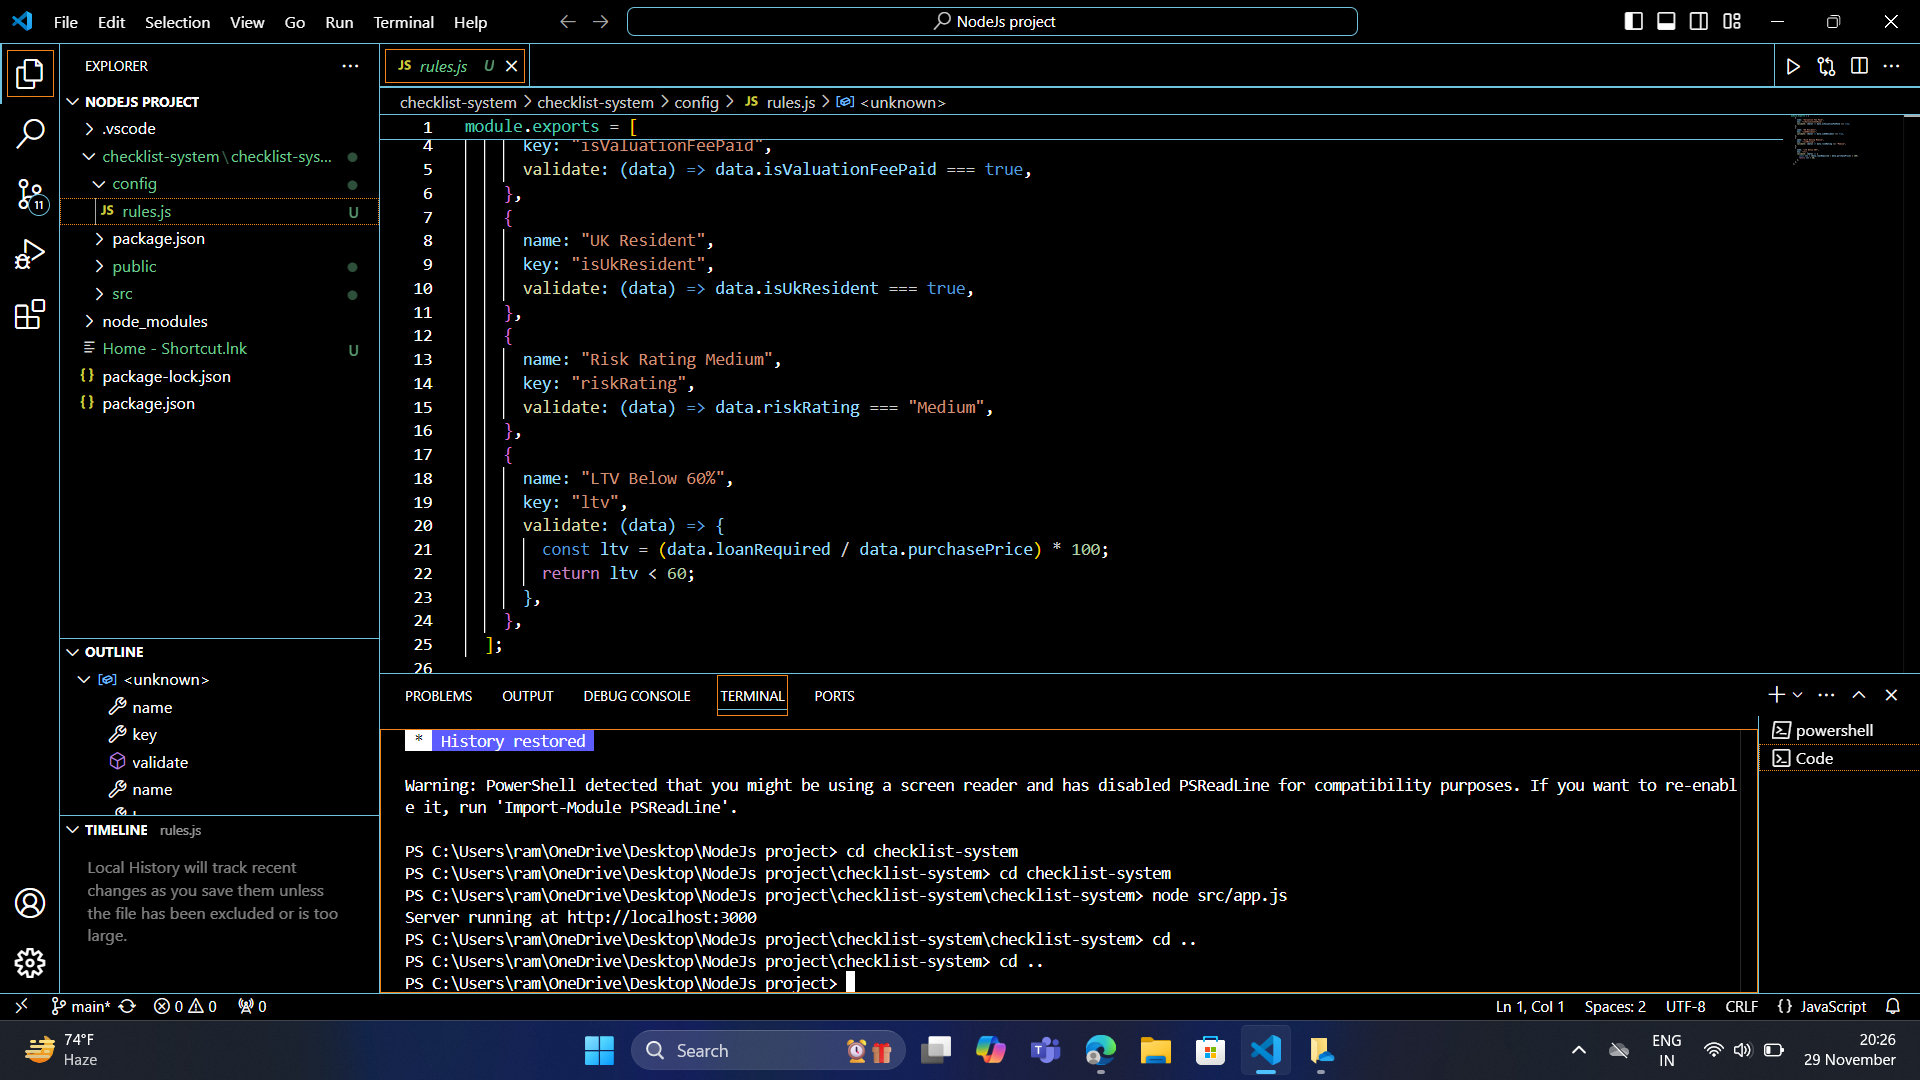 File Edit Selection View Go Run Terminal Help
NodeJs project
EXPLORER
NODEJS PROJECT
.vscode
checklist-system\checklist-sys...
config
JS rules.js U
package.json
public
src
node_modules
Home - Shortcut.lnk U
{} package-lock.json
{} package.json
11
OUTLINE
<unknown>
name
key
validate
name
TIMELINE rules.js
Local History will track recent
changes as you save them unless
the file has been excluded or is too
large.
JS rules.js U
checklist-system > checklist-system > config > JS rules.js > <unknown>
1 module.exports = [
4 key: "isValuationFeePaid",
5 validate: (data) => data.isValuationFeePaid === true,
6 },
7 {
8 name: "UK Resident",
9 key: "isUkResident",
10 validate: (data) => data.isUkResident === true,
11 },
12 {
13 name: "Risk Rating Medium",
14 key: "riskRating",
15 validate: (data) => data.riskRating === "Medium",
16 },
17 {
18 name: "LTV Below 60%",
19 key: "ltv",
20 validate: (data) => {
21 const ltv = (data.loanRequired / data.purchasePrice) * 100;
22 return ltv < 60;
23 },
24 },
25 ];
26
PROBLEMS OUTPUT DEBUG CONSOLE TERMINAL PORTS
* History restored
Warning: PowerShell detected that you might be using a screen reader and has disabled PSReadLine for compatibility purposes. If you want to re-enabl
e it, run 'Import-Module PSReadLine'.
PS C:\Users\ram\OneDrive\Desktop\NodeJs project> cd checklist-system
PS C:\Users\ram\OneDrive\Desktop\NodeJs project\checklist-system> cd checklist-system
PS C:\Users\ram\OneDrive\Desktop\NodeJs project\checklist-system\checklist-system> node src/app.js
Server running at http://localhost:3000
PS C:\Users\ram\OneDrive\Desktop\NodeJs project\checklist-system\checklist-system> cd ..
PS C:\Users\ram\OneDrive\Desktop\NodeJs project\checklist-system> cd ..
PS C:\Users\ram\OneDrive\Desktop\NodeJs project>
powershell
Code
main* 0 0 0
Ln 1, Col 1 Spaces: 2 UTF-8 CRLF {} JavaScript
74°F
Haze
Search
ENG
IN
20:26
29 November